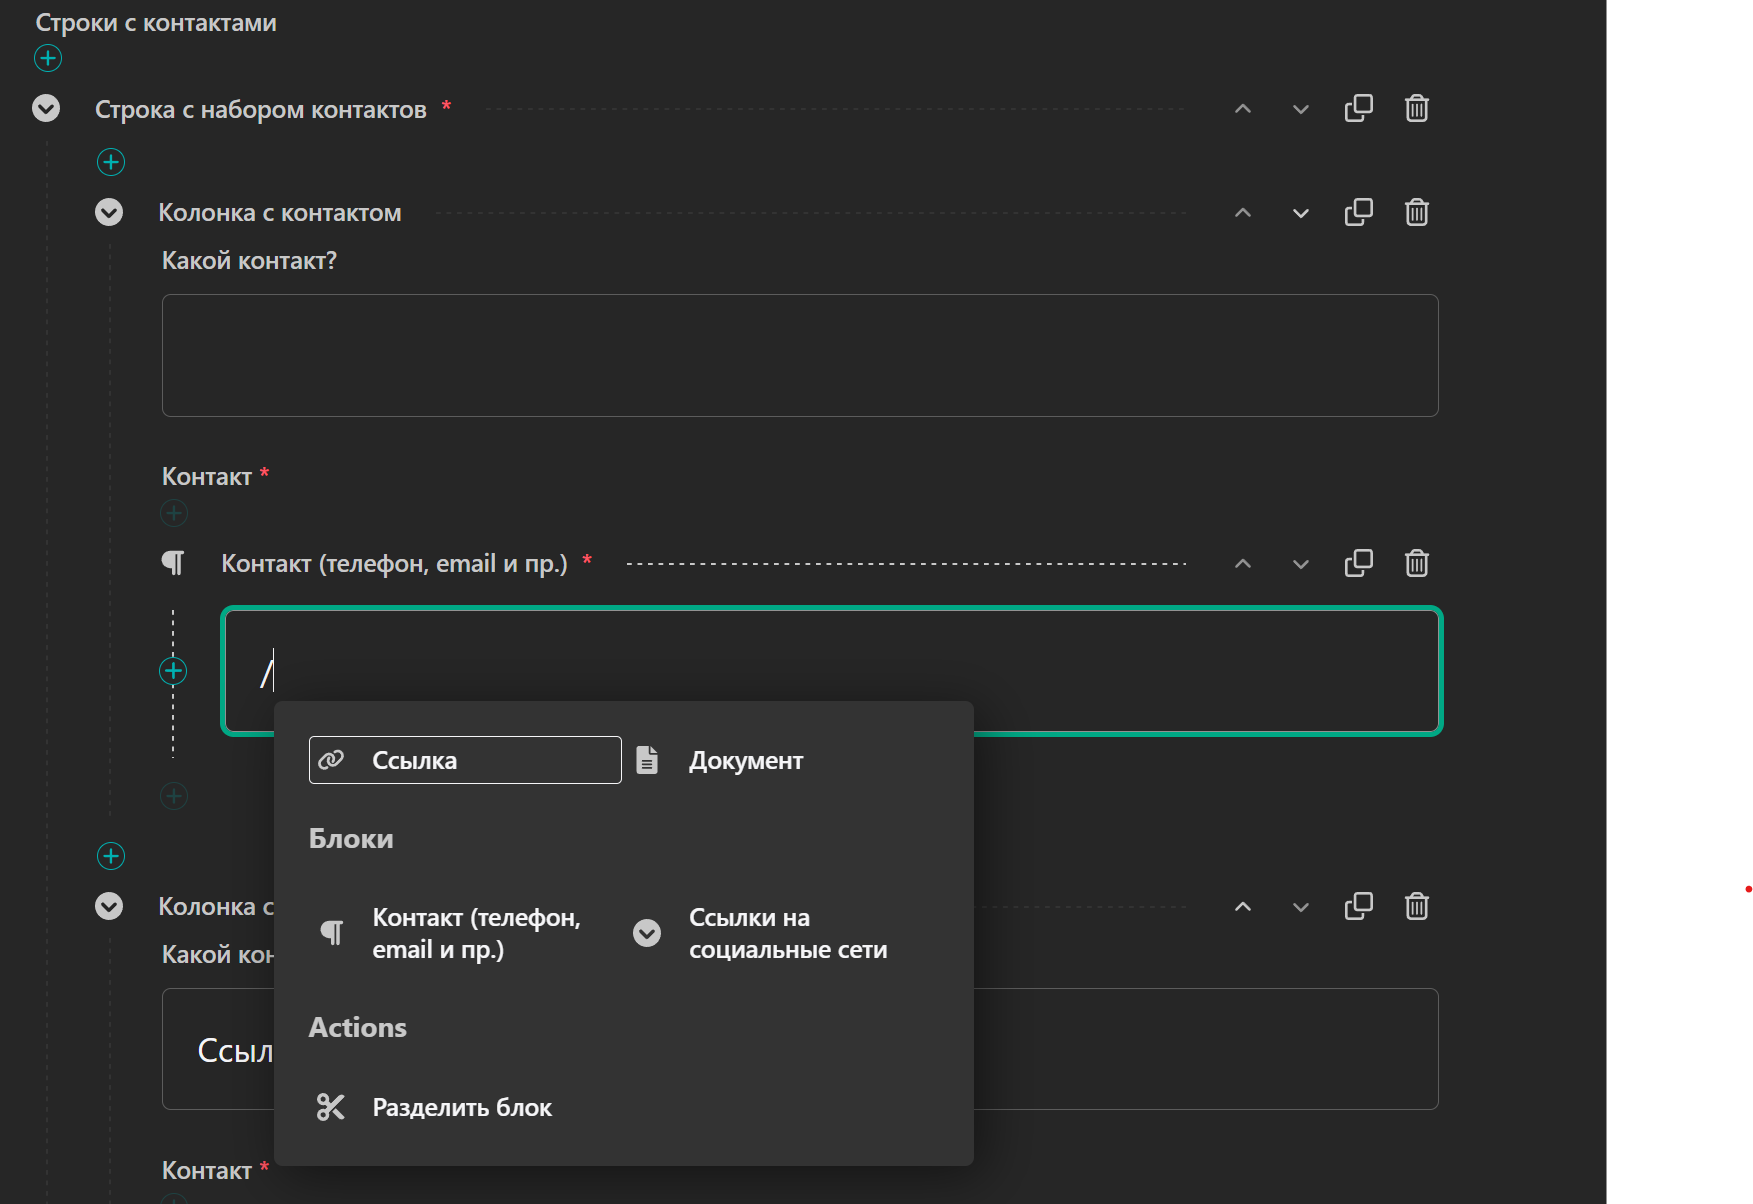 Строки с контактами
Строка с набором контактов *
Колонка с контактом
Какой контакт?
Контакт *
Контакт (телефон, email и пр.) *
/
Ссылка
Документ
Блоки
Контакт (телефон,
email и пр.)
Ссылки на
социальные сети
Actions
Разделить блок
Колонка с
Какой кон
Ссыл
Контакт *